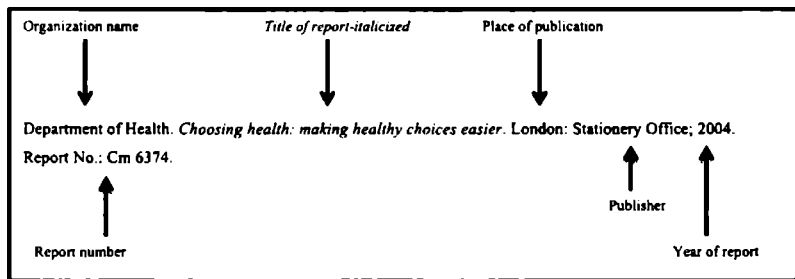 Organization name Title of report-italicized Place of publication
Department of Health. Choosing health: making healthy choices easier. London: Stationery Office; 2004.
Report No.: Cm 6374.
Publisher
Report number Year of report